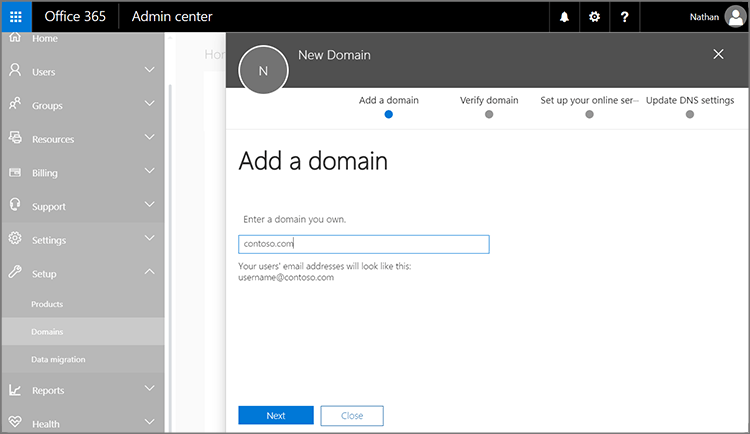 Office 365 Admin center
Nathan
Home
Users
Groups
Resources
Billing
Support
Settings
Setup
Products
Domains
Data migration
Reports
Health
N
New Domain
Add a domain
Verify domain
Set up your online ser...
Update DNS settings
Add a domain
Enter a domain you own.
contoso.com
Your users' email addresses will look like this:
username@contoso.com
Next
Close